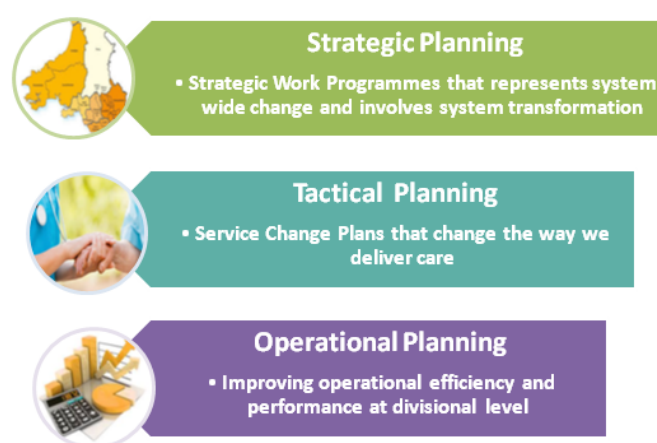 Strategic Planning
• Strategic Work Programmes that represents system
wide change and involves system transformation
Tactical Planning
• Service Change Plans that change the way we
deliver care
Operational Planning
• Improving operational efficiency and
performance at divisional level